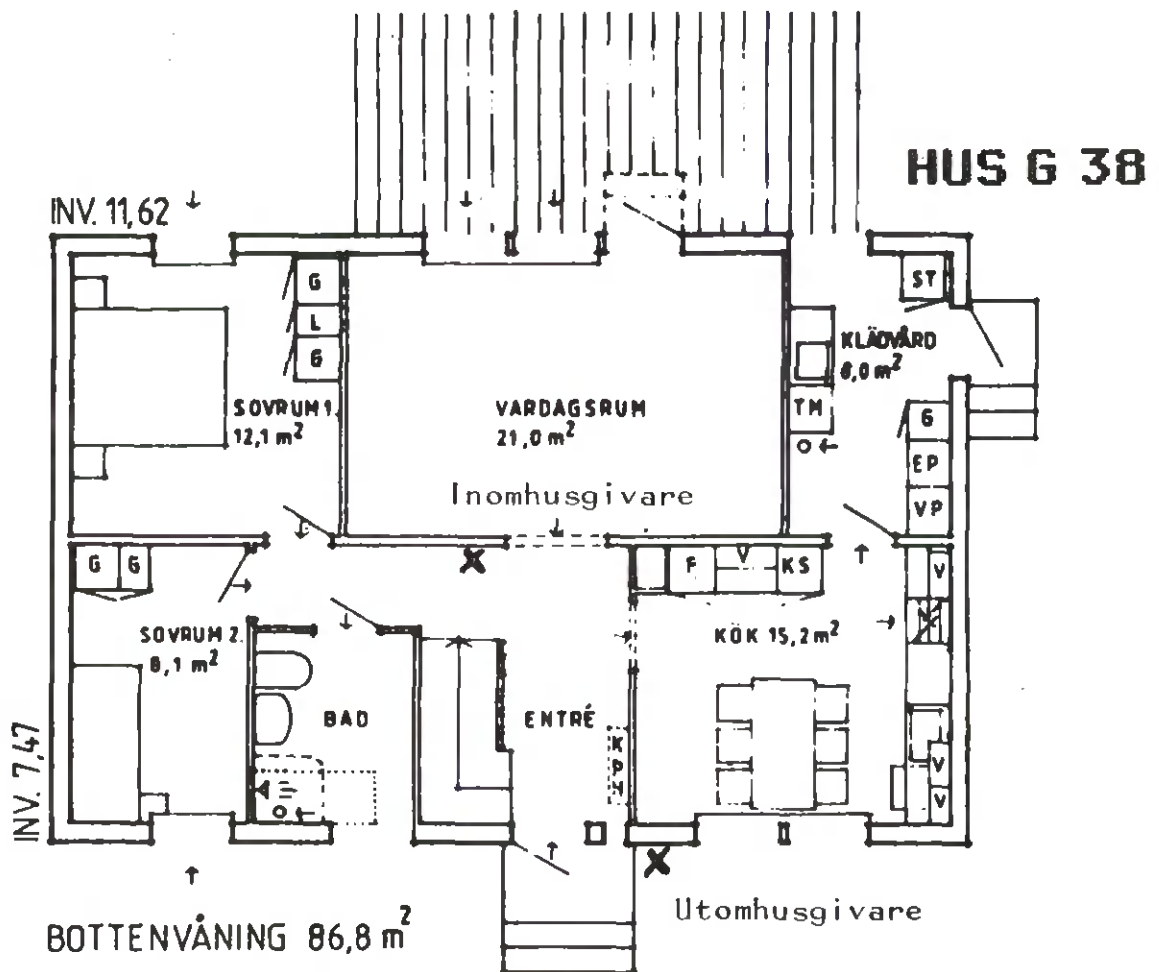 HUS G 38
INV. 11,62
G
L
G
ST
KLÄDVÅRD
8,0 m²
SOVRUM 1.
12,1 m²
VARDAGSRUM
21,0 m²
TM
G
EP
VP
Inomhusgivare
G G
F
V
KS
V
SOVRUM 2.
8,1 m²
KÖK 15,2 m²
BAD
ENTRÉ
KPH
V
V
INV. 7,47
Utomhusgivare
BOTTENVÅNING 86,8 m²